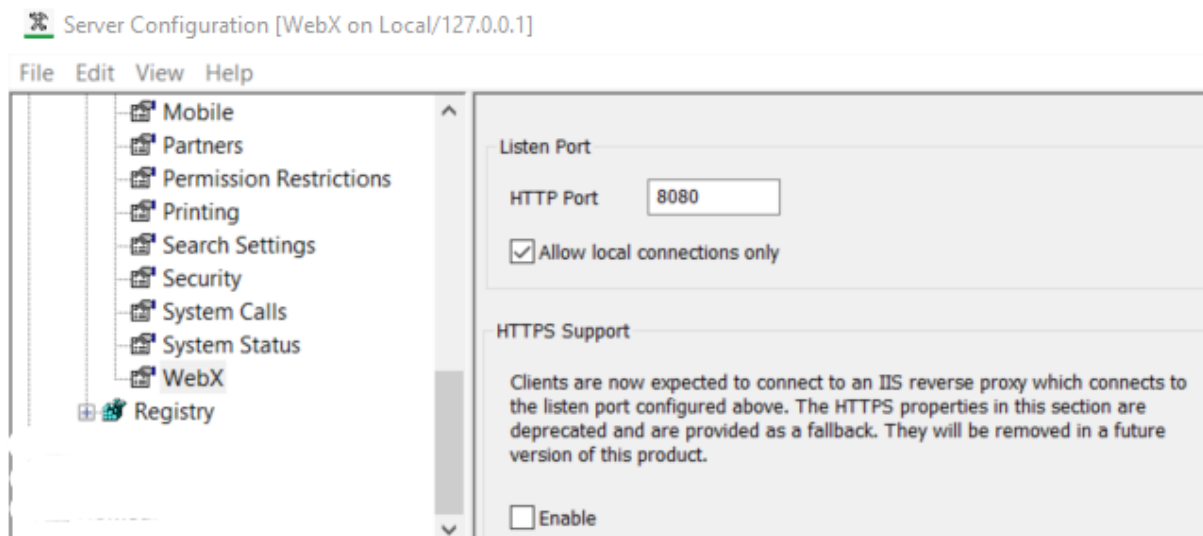 Server Configuration [WebX on Local/127.0.0.1]
File Edit View Help
Mobile
Partners
Permission Restrictions
Printing
Search Settings
Security
System Calls
System Status
WebX
Registry
Listen Port
HTTP Port 8080
Allow local connections only
HTTPS Support
Clients are now expected to connect to an IIS reverse proxy which connects to
the listen port configured above. The HTTPS properties in this section are
deprecated and are provided as a fallback. They will be removed in a future
version of this product.
Enable